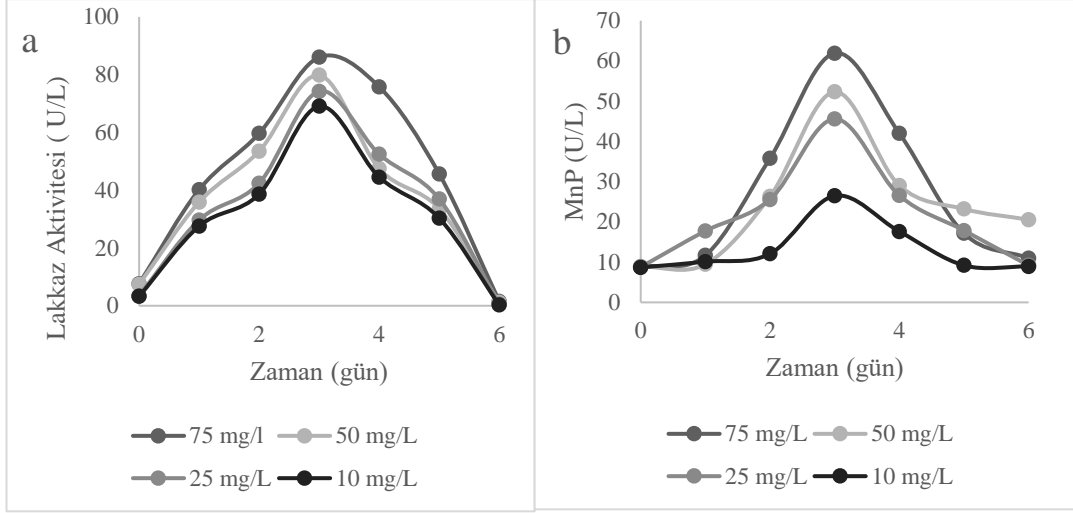 a
Lakkaz Aktivitesi ( U/L)
100
80
60
40
20
0
0 2 4 6
Zaman (gün)
75 mg/l 50 mg/L
25 mg/L 10 mg/L
b
MnP (U/L)
70
60
50
40
30
20
10
0
0 2 4 6
Zaman (gün)
75 mg/L 50 mg/L
25 mg/L 10 mg/L